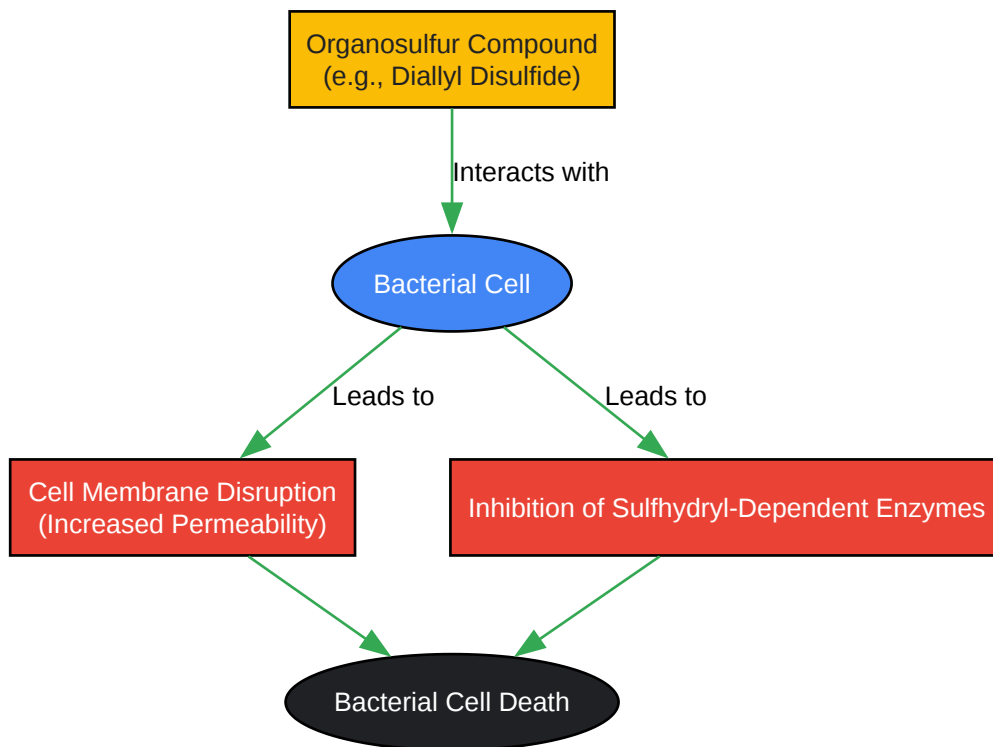 Organosulfur Compound
(e.g., Diallyl Disulfide)
Interacts with
Bacterial Cell
Leads to
Leads to
Cell Membrane Disruption
(Increased Permeability)
Inhibition of Sulfhydryl-Dependent Enzymes
Bacterial Cell Death